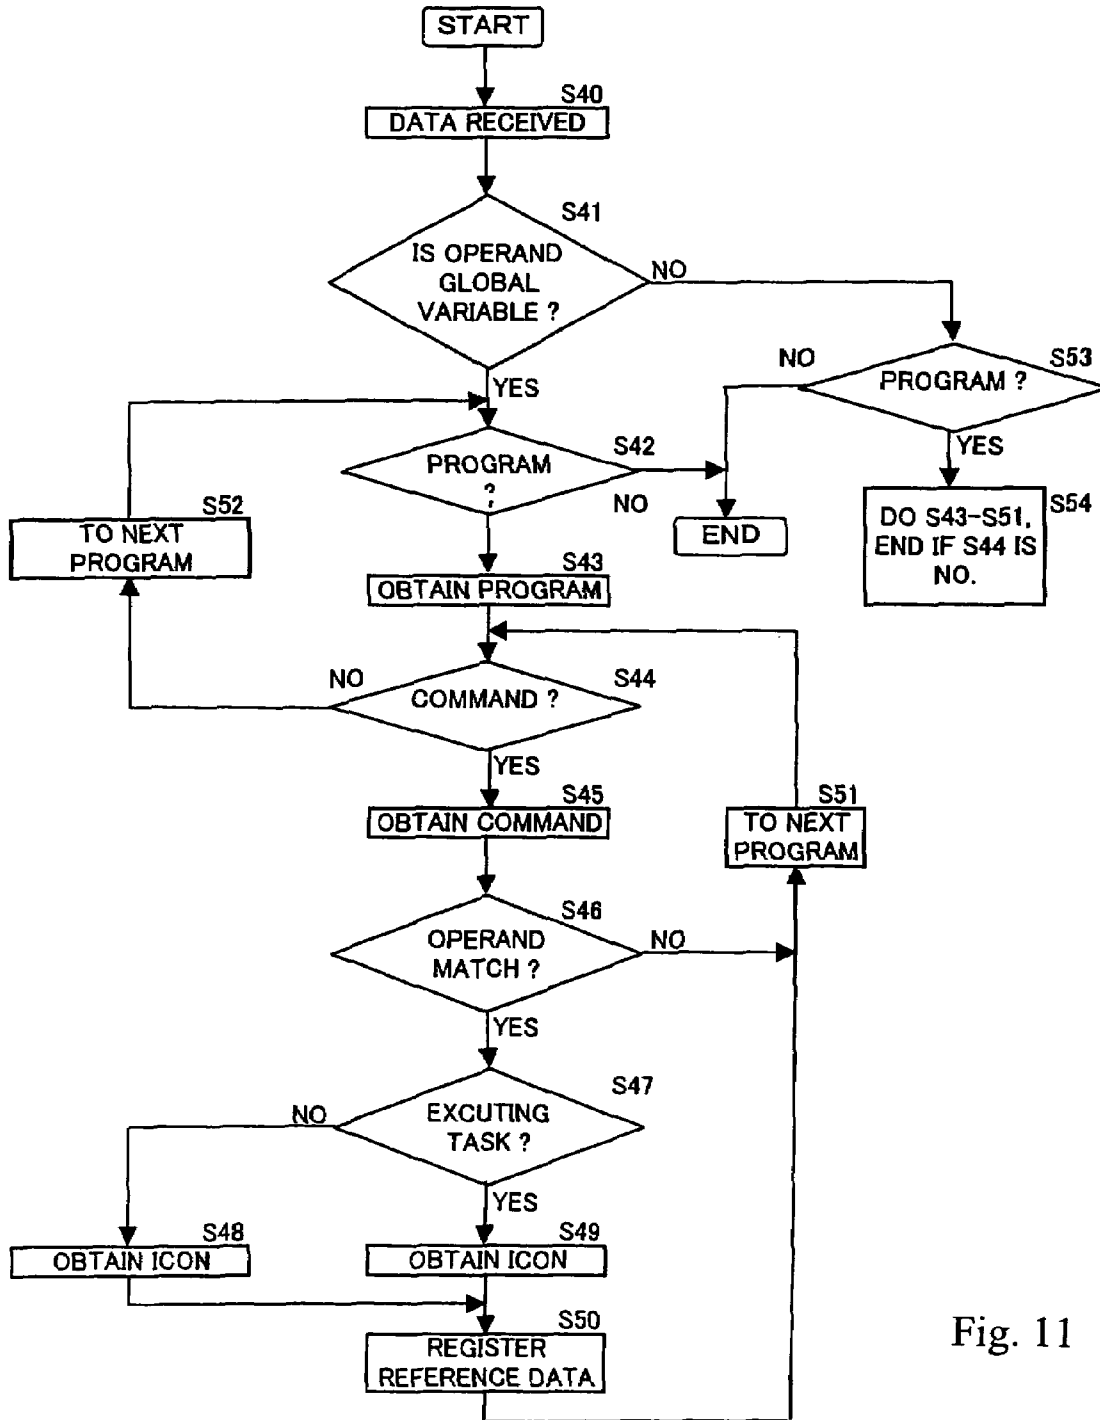 START
S40
DATA RECEIVED
S41
IS OPERAND
GLOBAL
VARIABLE ?
NO
YES
NO
S53
PROGRAM ?
YES
S42
PROGRAM
?
NO
S52
TO NEXT
PROGRAM
END
S54
DO S43-S51,
END IF S44 IS
NO.
S43
OBTAIN PROGRAM
NO
S44
COMMAND ?
YES
S45
OBTAIN COMMAND
S51
TO NEXT
PROGRAM
S46
OPERAND
MATCH ?
NO
YES
S47
NO
EXCUTING
TASK ?
YES
S48
OBTAIN ICON
S49
OBTAIN ICON
S50
REGISTER
REFERENCE DATA
Fig. 11